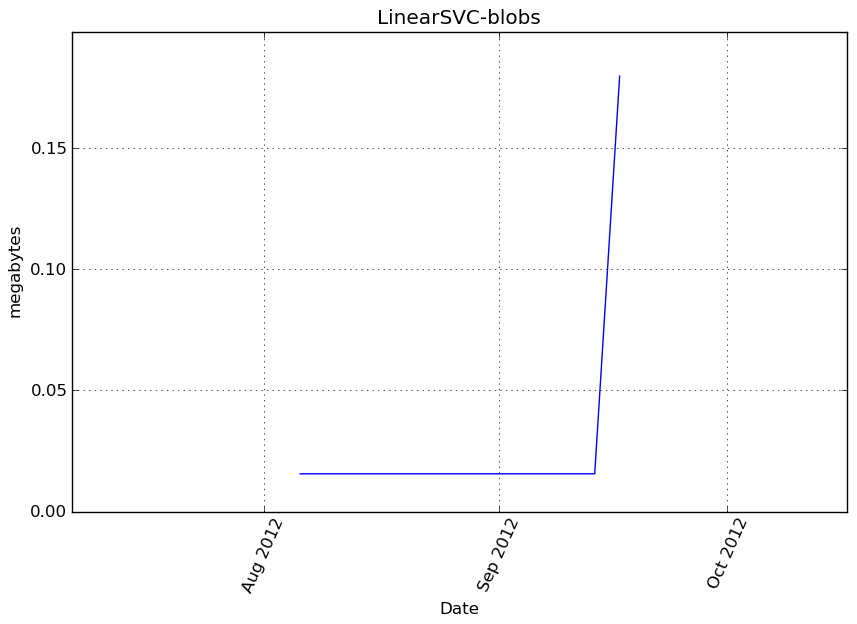 LinearSVC-blobs
megabytes
0.15
0.10
0.05
0.00
Aug 2012
Sep 2012
Oct 2012
Date